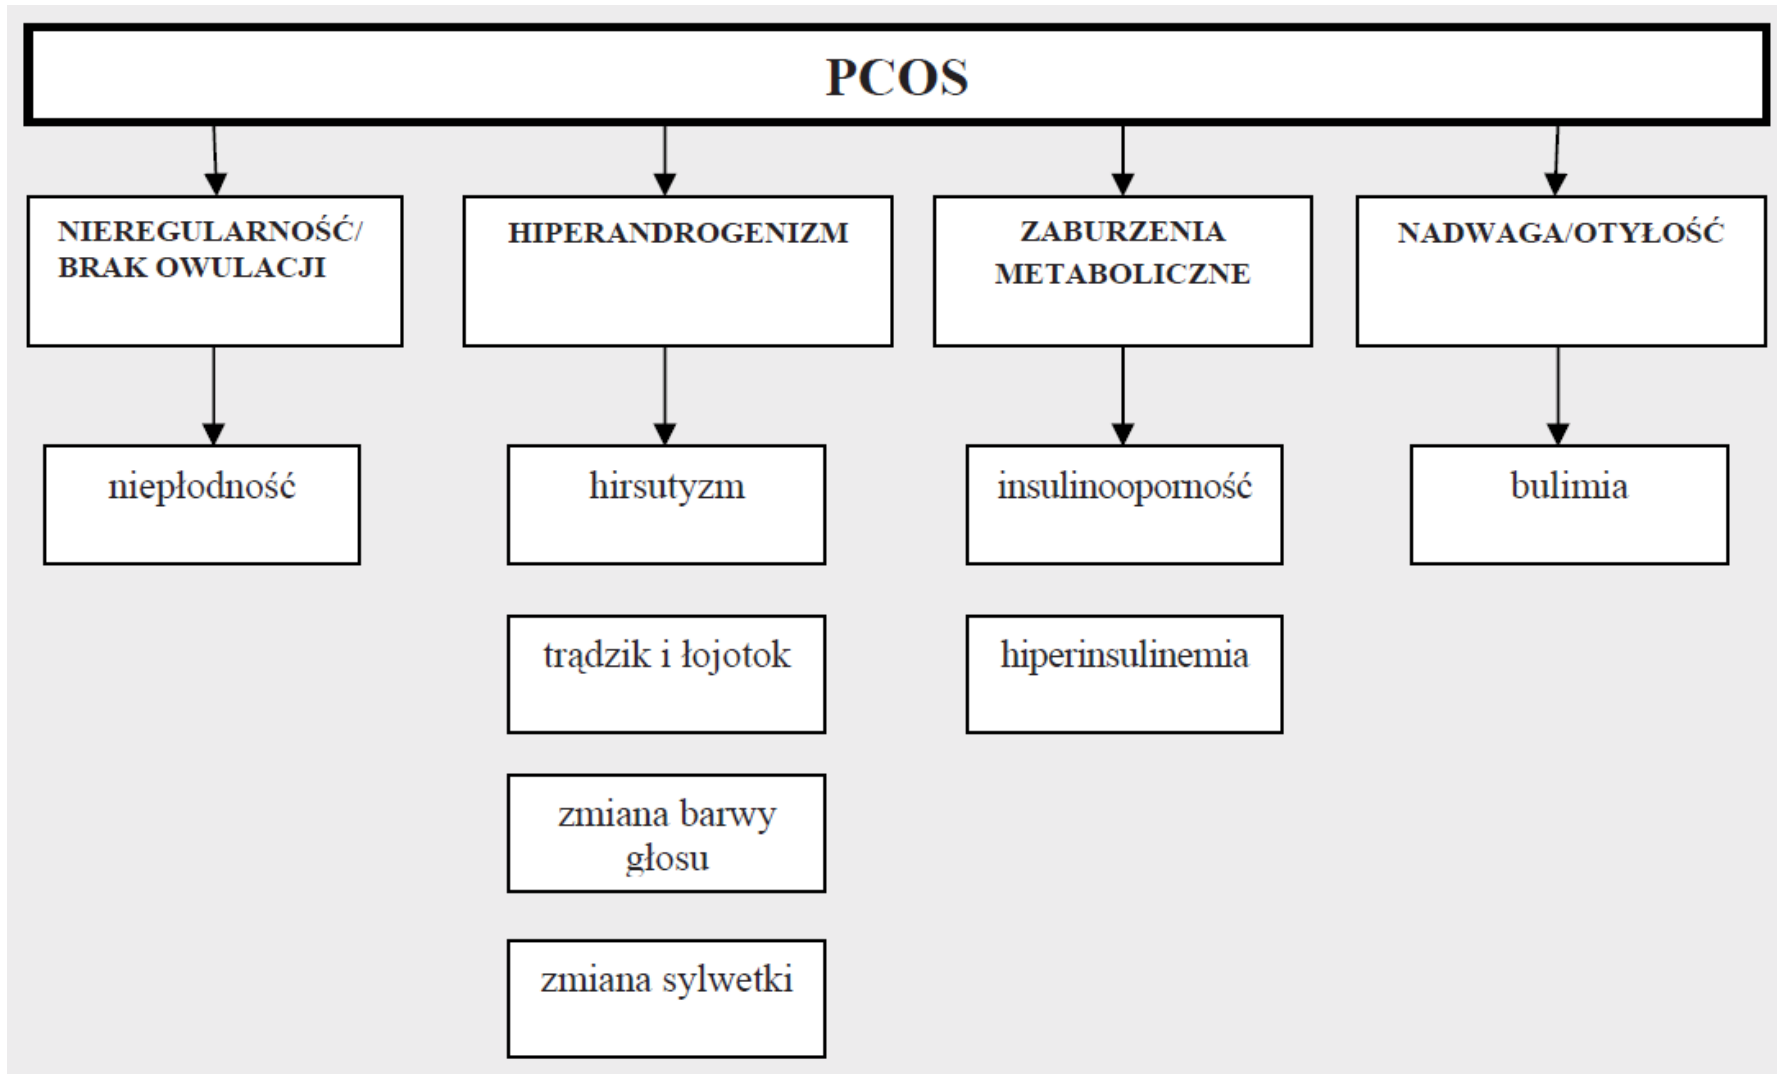 PCOS
NIEREGULARNOŚĆ/
BRAK OWULACJI
HIPERANDROGENIZM
ZABURZENIA
METABOLICZNE
NADWAGA/OTYŁOŚĆ
niepłodność
hirsutyzm
insulinooporność
bulimia
trądzik i łojotok
hiperinsulinemia
zmiana barwy
głosu
zmiana sylwetki